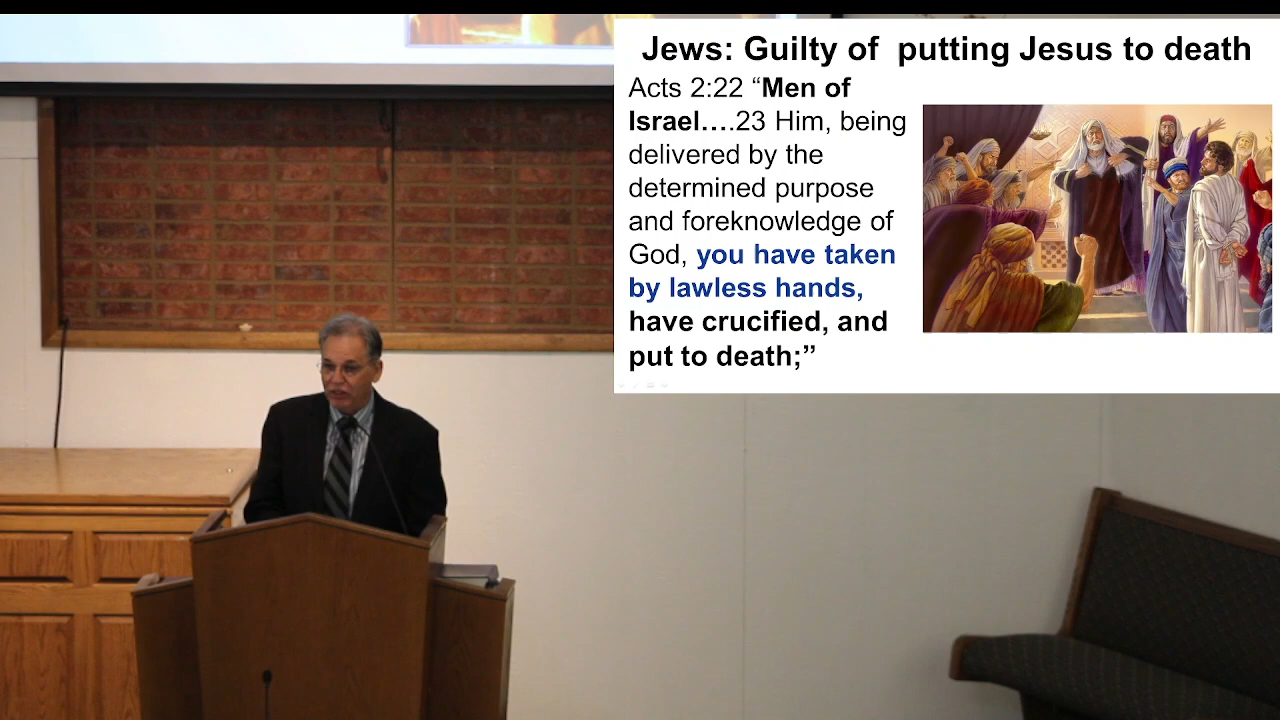 Jews: Guilty of  putting Jesus to death
Acts 2:22 “Men of
Israel….23 Him, being
delivered by the
determined purpose
and foreknowledge of
God, you have taken
by lawless hands,
have crucified, and
put to death;”